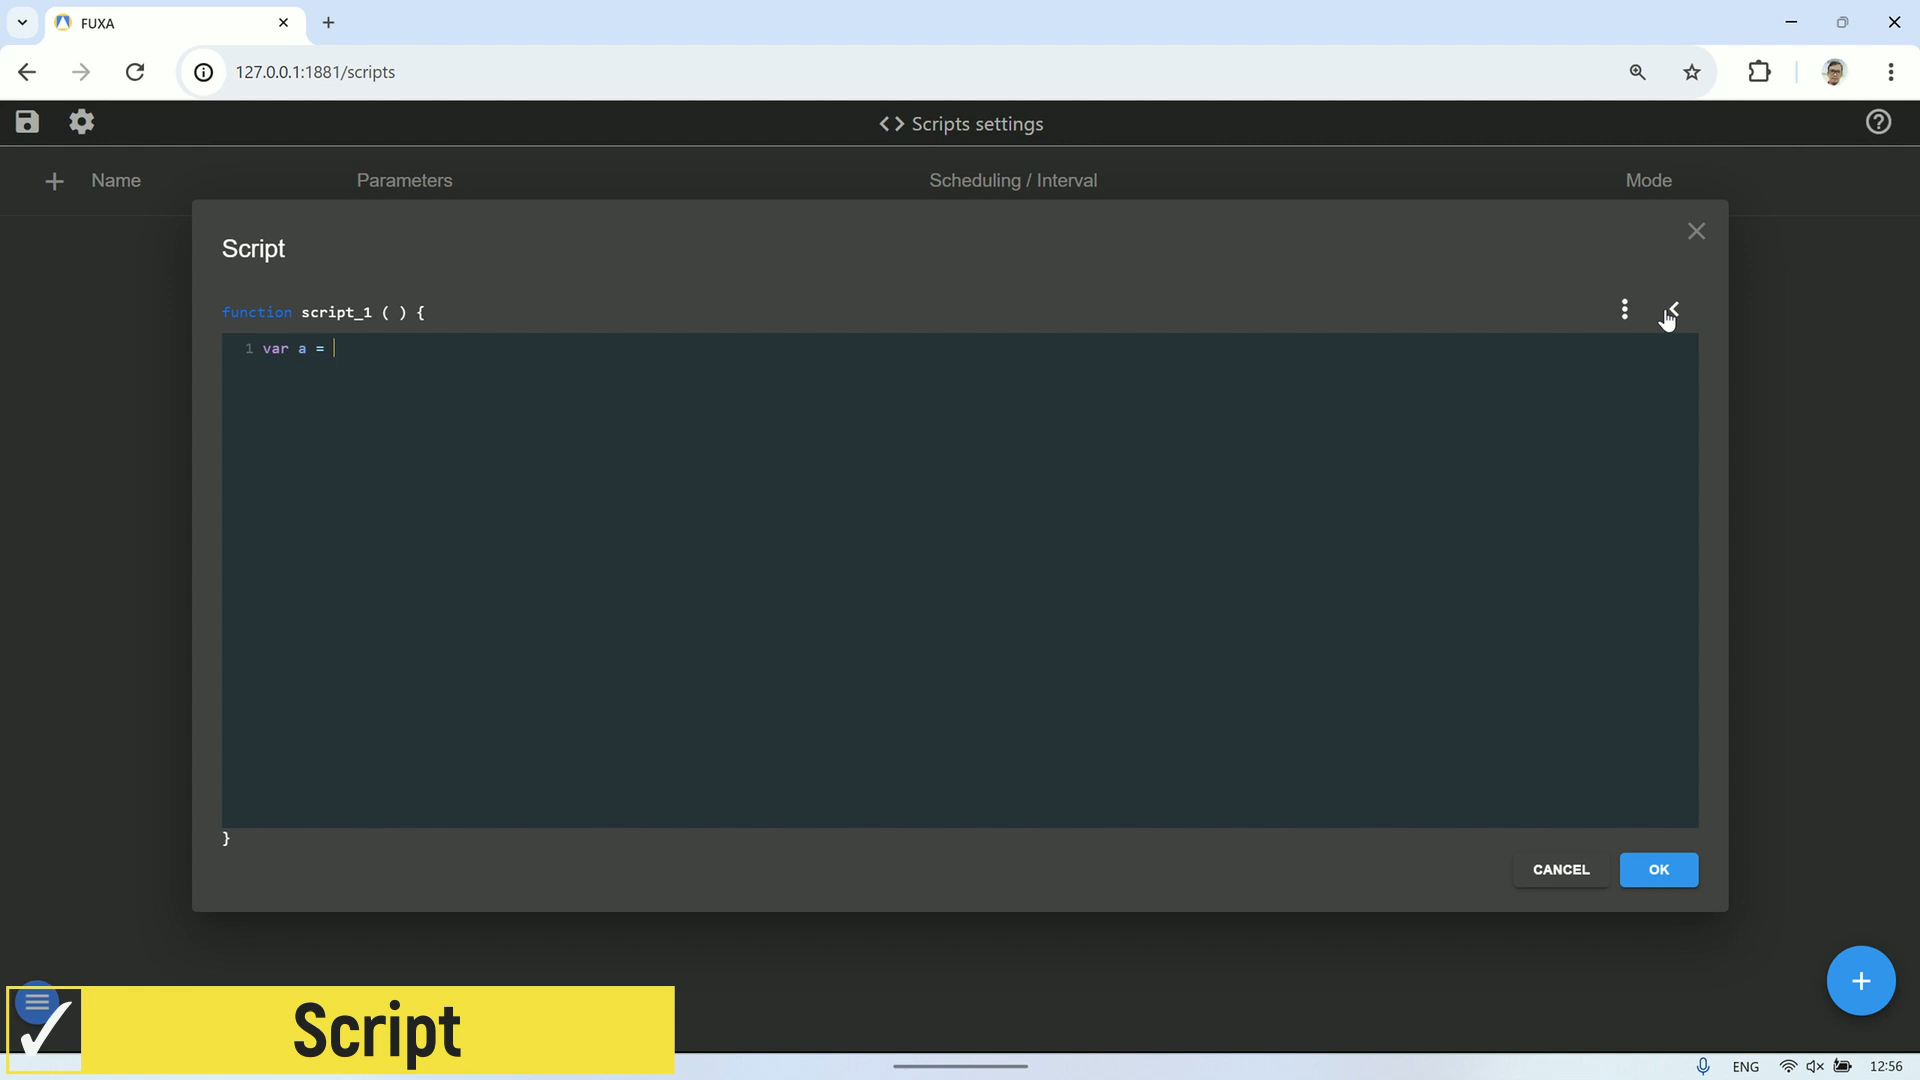 FUXA
127.0.0.1:1881/scripts
<> Scripts settings
Name Parameters Scheduling / Interval Mode
Script
function script_1 ( ) {
1 var a =
}
CANCEL OK
Script
ENG 12:56